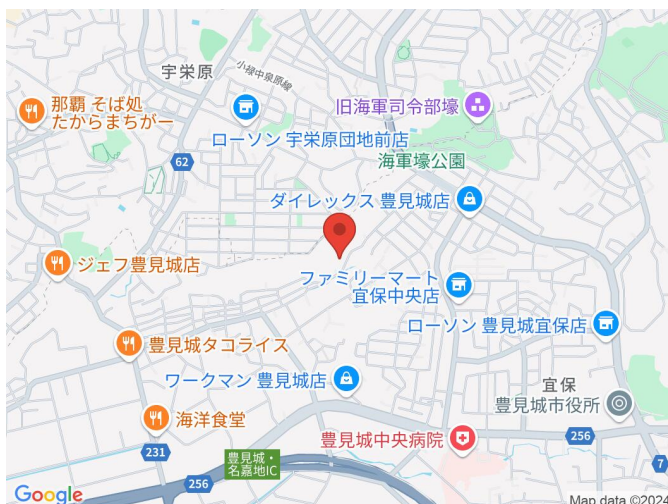 宇栄原
小禄中泉原線
那覇 そば処
たからまちがー
ローソン 宇栄原団地前店
旧海軍司令部壕
62
海軍壕公園
ダイレックス 豊見城店
ジェフ豊見城店
ファミリーマート
宜保中央店
ローソン 豊見城宜保店
豊見城タコライス
ワークマン 豊見城店
宜保
豊見城市役所
海洋食堂
豊見城中央病院
256
231
豊見城・
名嘉地IC
7
256
Google
Map data ©2024